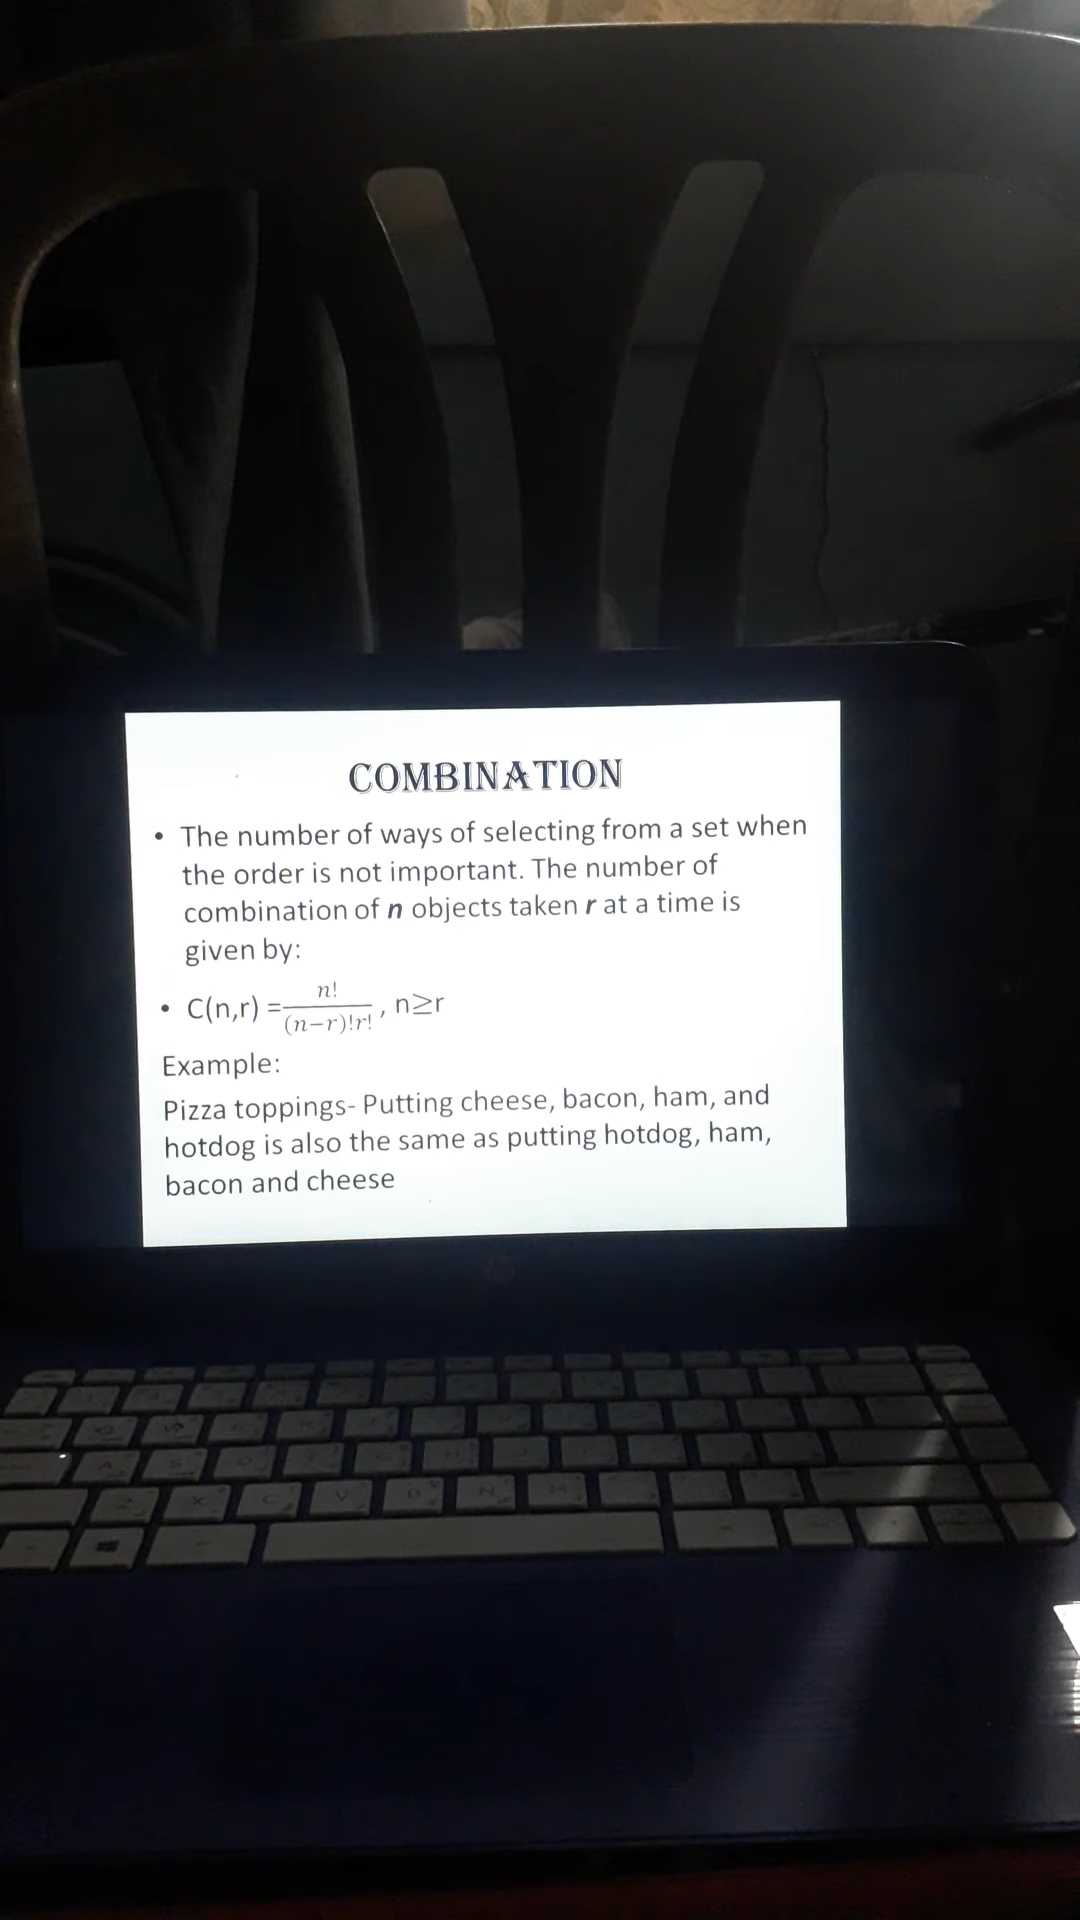 COMBINATION
• The number of ways of selecting from a set when
the order is not important. The number of
combination of n objects taken r at a time is
given by:
• C(n,r) = n!/(n−r)!r! , n≥r
Example:
Pizza toppings- Putting cheese, bacon, ham, and
hotdog is also the same as putting hotdog, ham,
bacon and cheese